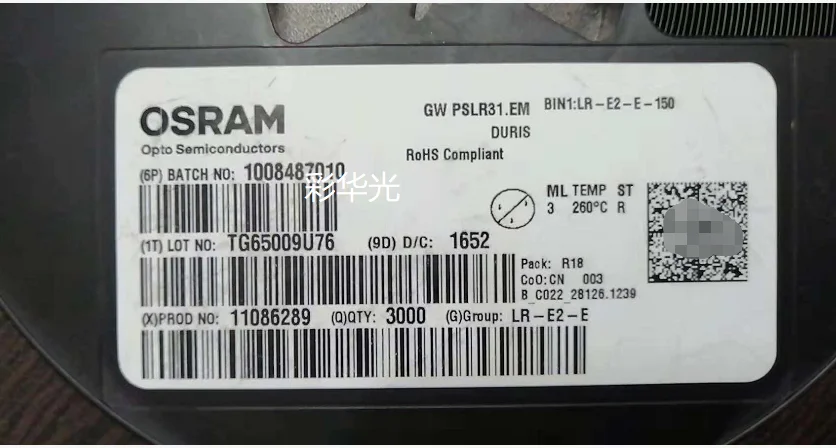 OSRAM
Opto Semiconductors
GW PSLR31.EM BIN1:LR-E2-E-150
DURIS
RoHS Compliant
(6P) BATCH NO: 1008487010
彩华光
ML TEMP ST
3 260°C R
(1T) LOT NO: TG65009U76 (9D) D/C: 1652
Pack: R18
CoO:CN 003
B_C022_28126.1239
(X)PROD NO: 11086289 (Q)QTY: 3000 (G)Group: LR-E2-E